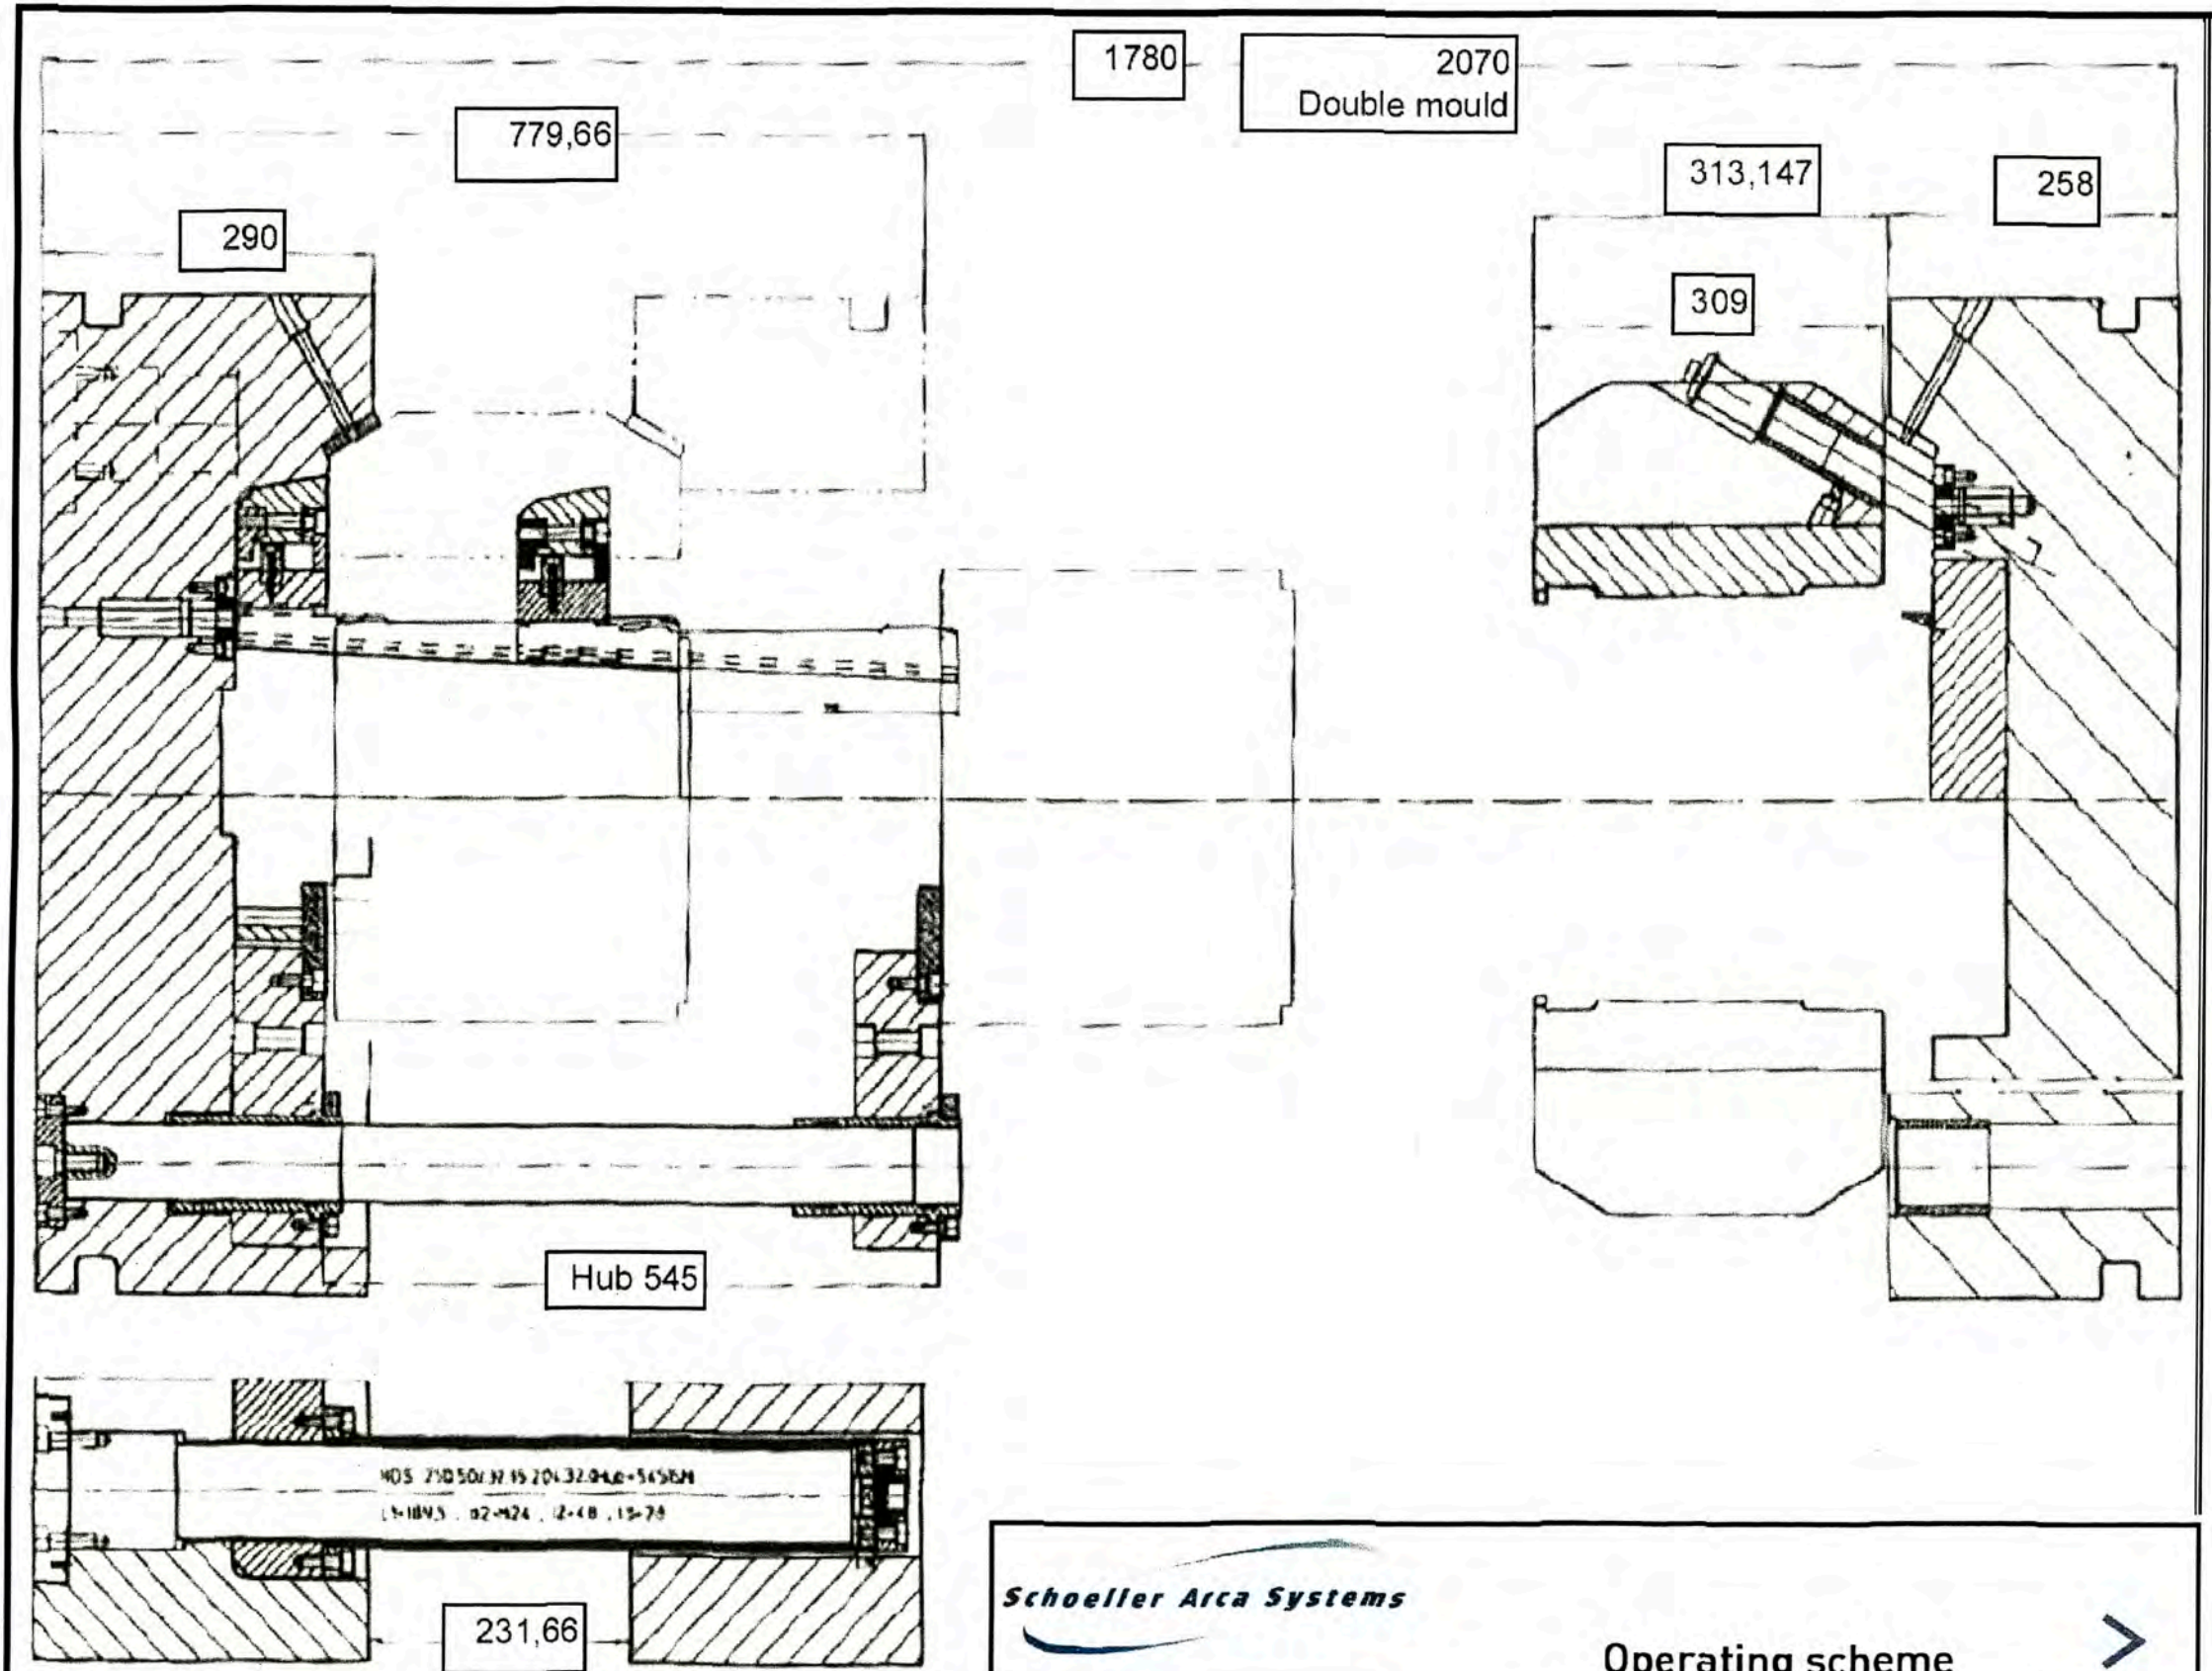 1780
2070
Double mould
779,66
313,147
258
290
309
Hub 545
231,66
Schoeller Arca Systems
Operating scheme